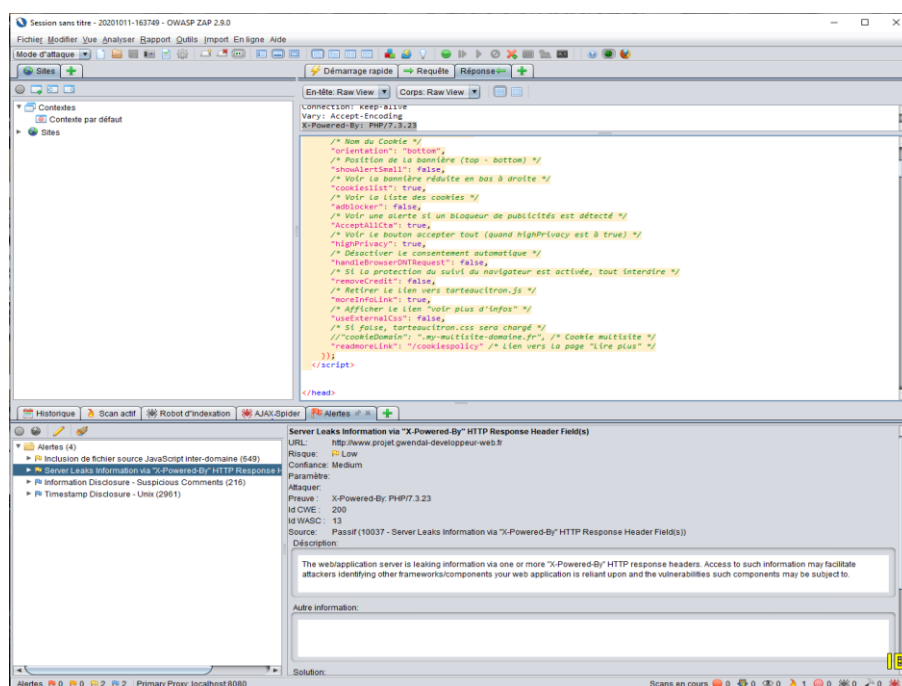 Session sans titre - 20201011-163749 - OWASP ZAP 2.9.0
Fichier Modifier Vue Analyser Rapport Outils Import En ligne Aide
Mode d'attaque
Sites
Démarrage rapide Requête Réponse
En-tête: Raw View Corps: Raw View
Contextes
Contexte par défaut
Sites
Connection: keep-alive
Vary: Accept-Encoding
X-Powered-By: PHP/7.3.23
/* Nom du Cookie */
"orientation": "bottom",
/* Position de la bannière (top - bottom) */
"showAlertSmall": false,
/* Voir la bannière réduite en bas à droite */
"cookieslist": true,
/* Voir la liste des cookies */
"adblocker": false,
/* Voir une alerte si un bloqueur de publicités est détecté */
"AcceptAllCta": true,
/* Voir le bouton accepter tout (quand highPrivacy est à true) */
"highPrivacy": true,
/* Désactiver le consentement automatique */
"handleBrowserDNTRequest": false,
/* Si la protection du suivi du navigateur est activée, tout interdire */
"removeCredit": false,
/* Retirer le lien vers tarteaucitron.js */
"moreInfoLink": true,
/* Afficher le lien "voir plus d'infos" */
"useExternalCss": false,
/* Si false, tarteaucitron.css sera chargé */
//"cookieDomain": ".my-multisite-domaine.fr", /* Cookie multisite */
"readmoreLink": "/cookiespolicy" /* Lien vers la page "Lire plus" */
});
</script>
</head>
Historique Scan actif Robot d'indexation AJAX Spider Alertes
Alertes (4)
Inclusion de fichier source JavaScript inter-domaine (649)
Server Leaks Information via "X-Powered-By" HTTP Response H
Information Disclosure - Suspicious Comments (216)
Timestamp Disclosure - Unix (2961)
Server Leaks Information via "X-Powered-By" HTTP Response Header Field(s)
URL: http://www.projet.gwendal-developpeur-web.fr
Risque: Low
Confiance: Medium
Paramètre:
Attaquer:
Preuve : X-Powered-By: PHP/7.3.23
Id CWE : 200
Id WASC : 13
Source: Passif (10037 - Server Leaks Information via "X-Powered-By" HTTP Response Header Field(s))
Déscription:
The web/application server is leaking information via one or more "X-Powered-By" HTTP response headers. Access to such information may facilitate
attackers identifying other frameworks/components your web application is reliant upon and the vulnerabilities such components may be subject to.
Autre information:
Solution:
Alertes 0 0 2 2 Primary Proxy: localhost:8080
Scans en cours 0 0 0 1 0 0 0